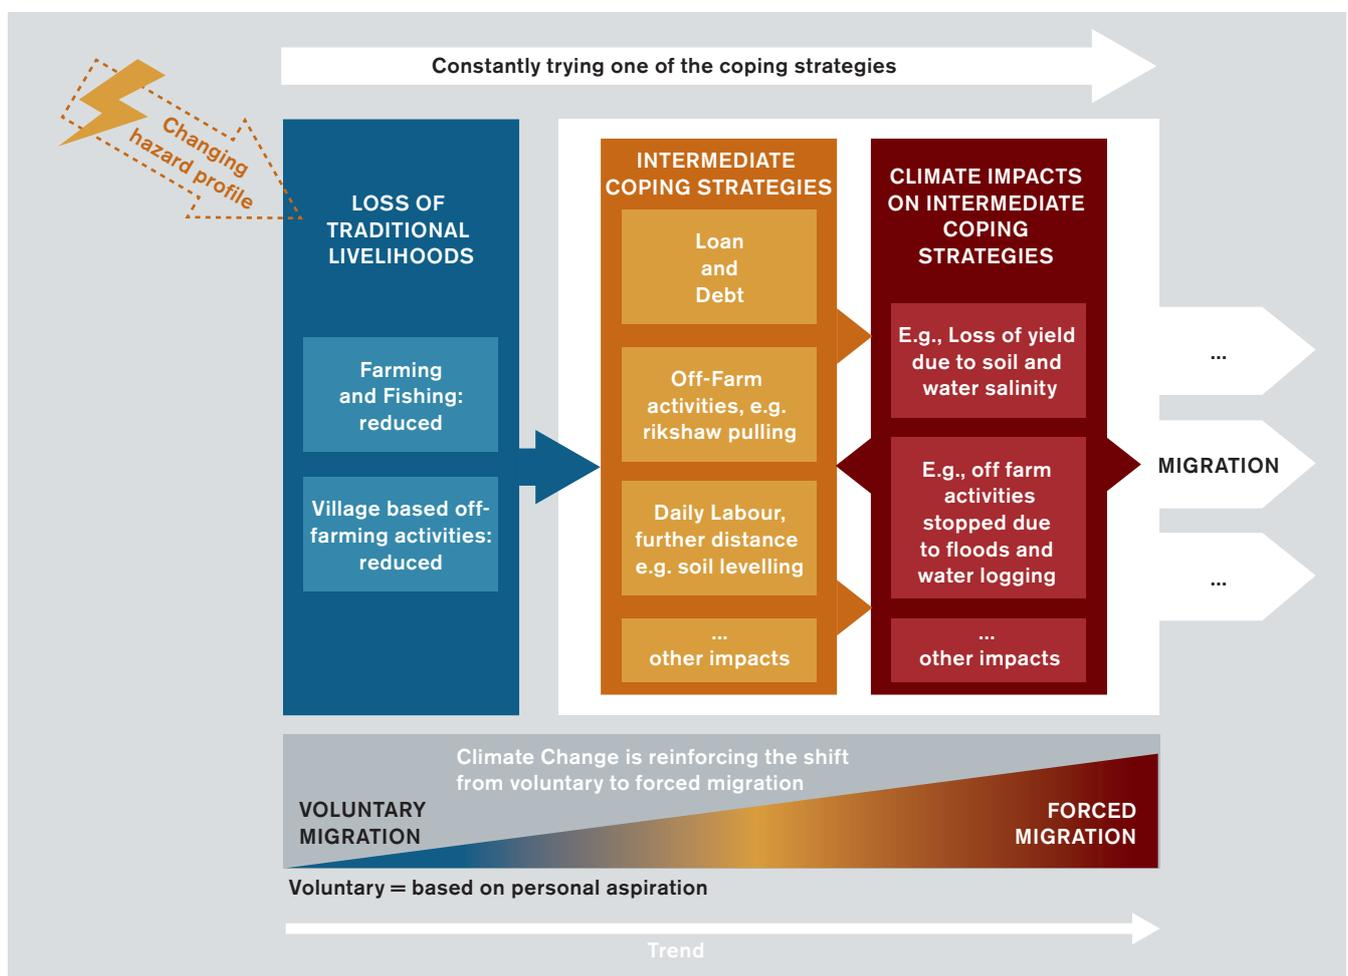 Constantly trying one of the coping strategies
Changing
hazard profile
LOSS OF
TRADITIONAL
LIVELIHOODS
Farming
and Fishing:
reduced
Village based off-
farming activities:
reduced
INTERMEDIATE
COPING STRATEGIES
Loan
and
Debt
Off-Farm
activities, e.g.
rikshaw pulling
Daily Labour,
further distance
e.g. soil levelling
...
other impacts
CLIMATE IMPACTS
ON INTERMEDIATE
COPING
STRATEGIES
E.g., Loss of yield
due to soil and
water salinity
E.g., off farm
activities
stopped due
to floods and
water logging
...
other impacts
...
MIGRATION
...
Climate Change is reinforcing the shift
from voluntary to forced migration
VOLUNTARY
MIGRATION
FORCED
MIGRATION
Voluntary = based on personal aspiration
Trend